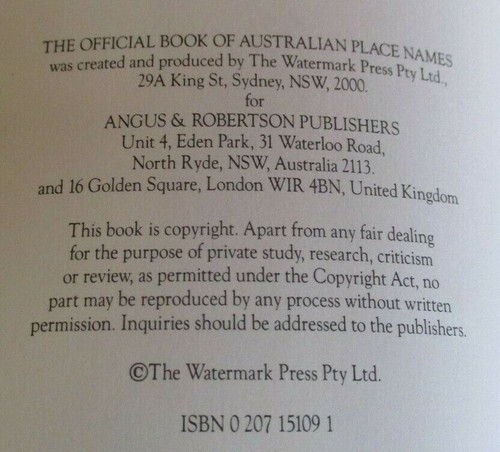 THE OFFICIAL BOOK OF AUSTRALIAN PLACE NAMES
was created and produced by The Watermark Press Pty Ltd.,
29A King St, Sydney, NSW, 2000.
for
ANGUS & ROBERTSON PUBLISHERS
Unit 4, Eden Park, 31 Waterloo Road,
North Ryde, NSW, Australia 2113.
and 16 Golden Square, London WIR 4BN, United Kingdom
This book is copyright. Apart from any fair dealing
for the purpose of private study, research, criticism
or review, as permitted under the Copyright Act, no
part may be reproduced by any process without written
permission. Inquiries should be addressed to the publishers.
©The Watermark Press Pty Ltd.
ISBN 0 207 15109 1